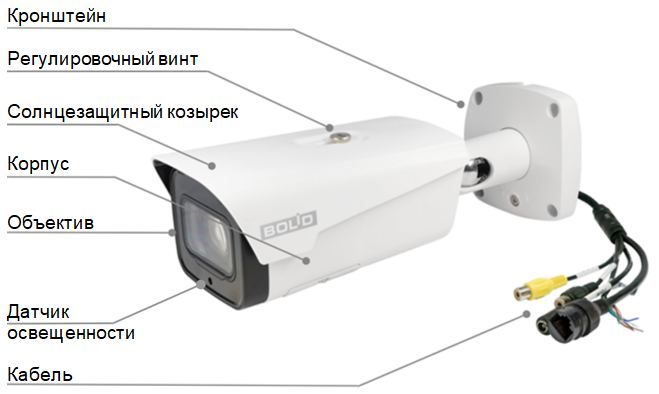 Кронштейн
Регулировочный винт
Солнцезащитный козырек
Корпус
Объектив
BOLID
Датчик
освещенности
Кабель